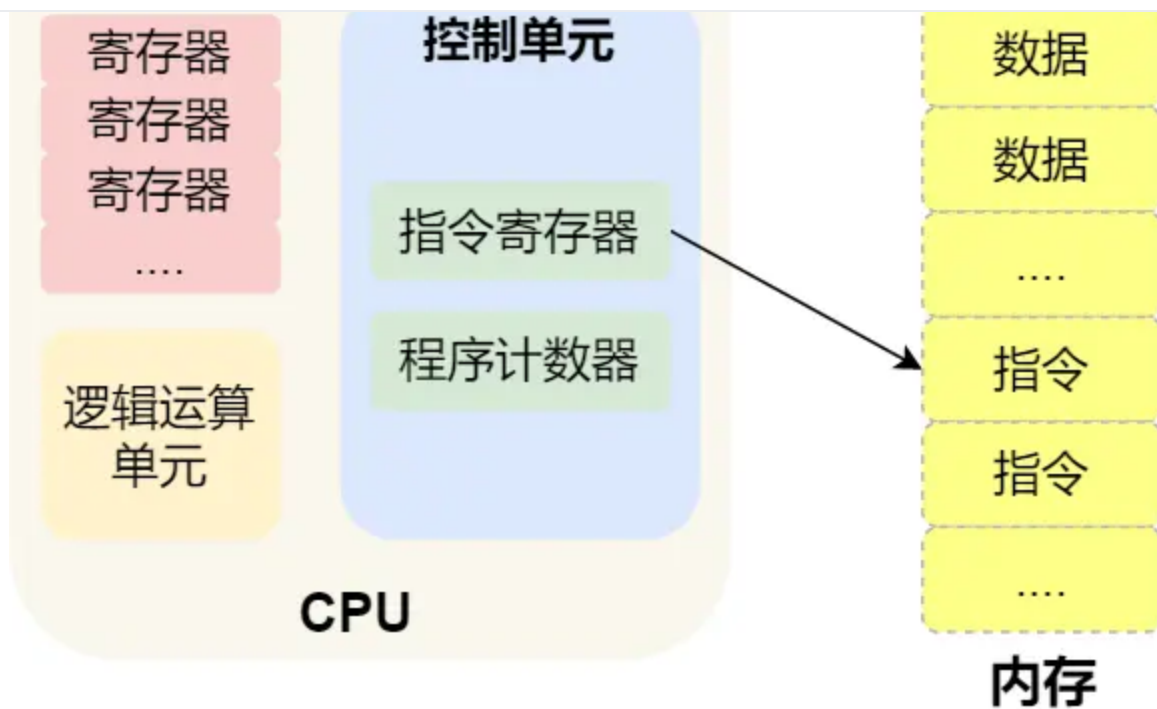 寄存器
寄存器
寄存器
....
逻辑运算
单元
控制单元
指令寄存器
程序计数器
CPU
数据
数据
....
指令
指令
....
内存